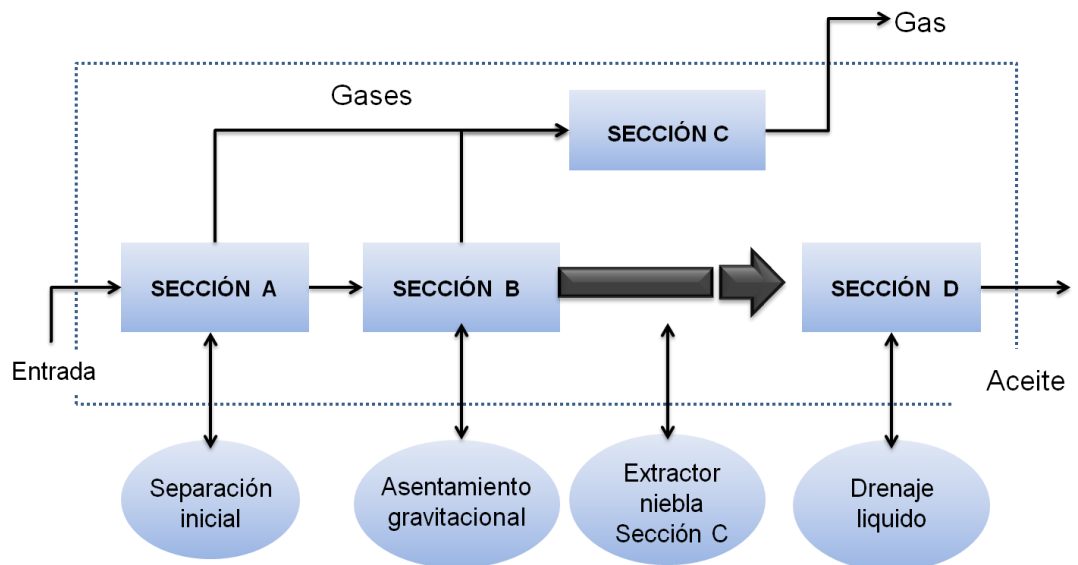 Gas
Gases
SECCIÓN C
SECCIÓN A
SECCIÓN B
SECCIÓN D
Entrada
Aceite
Separación
inicial
Asentamiento
gravitacional
Extractor
niebla
Sección C
Drenaje
liquido